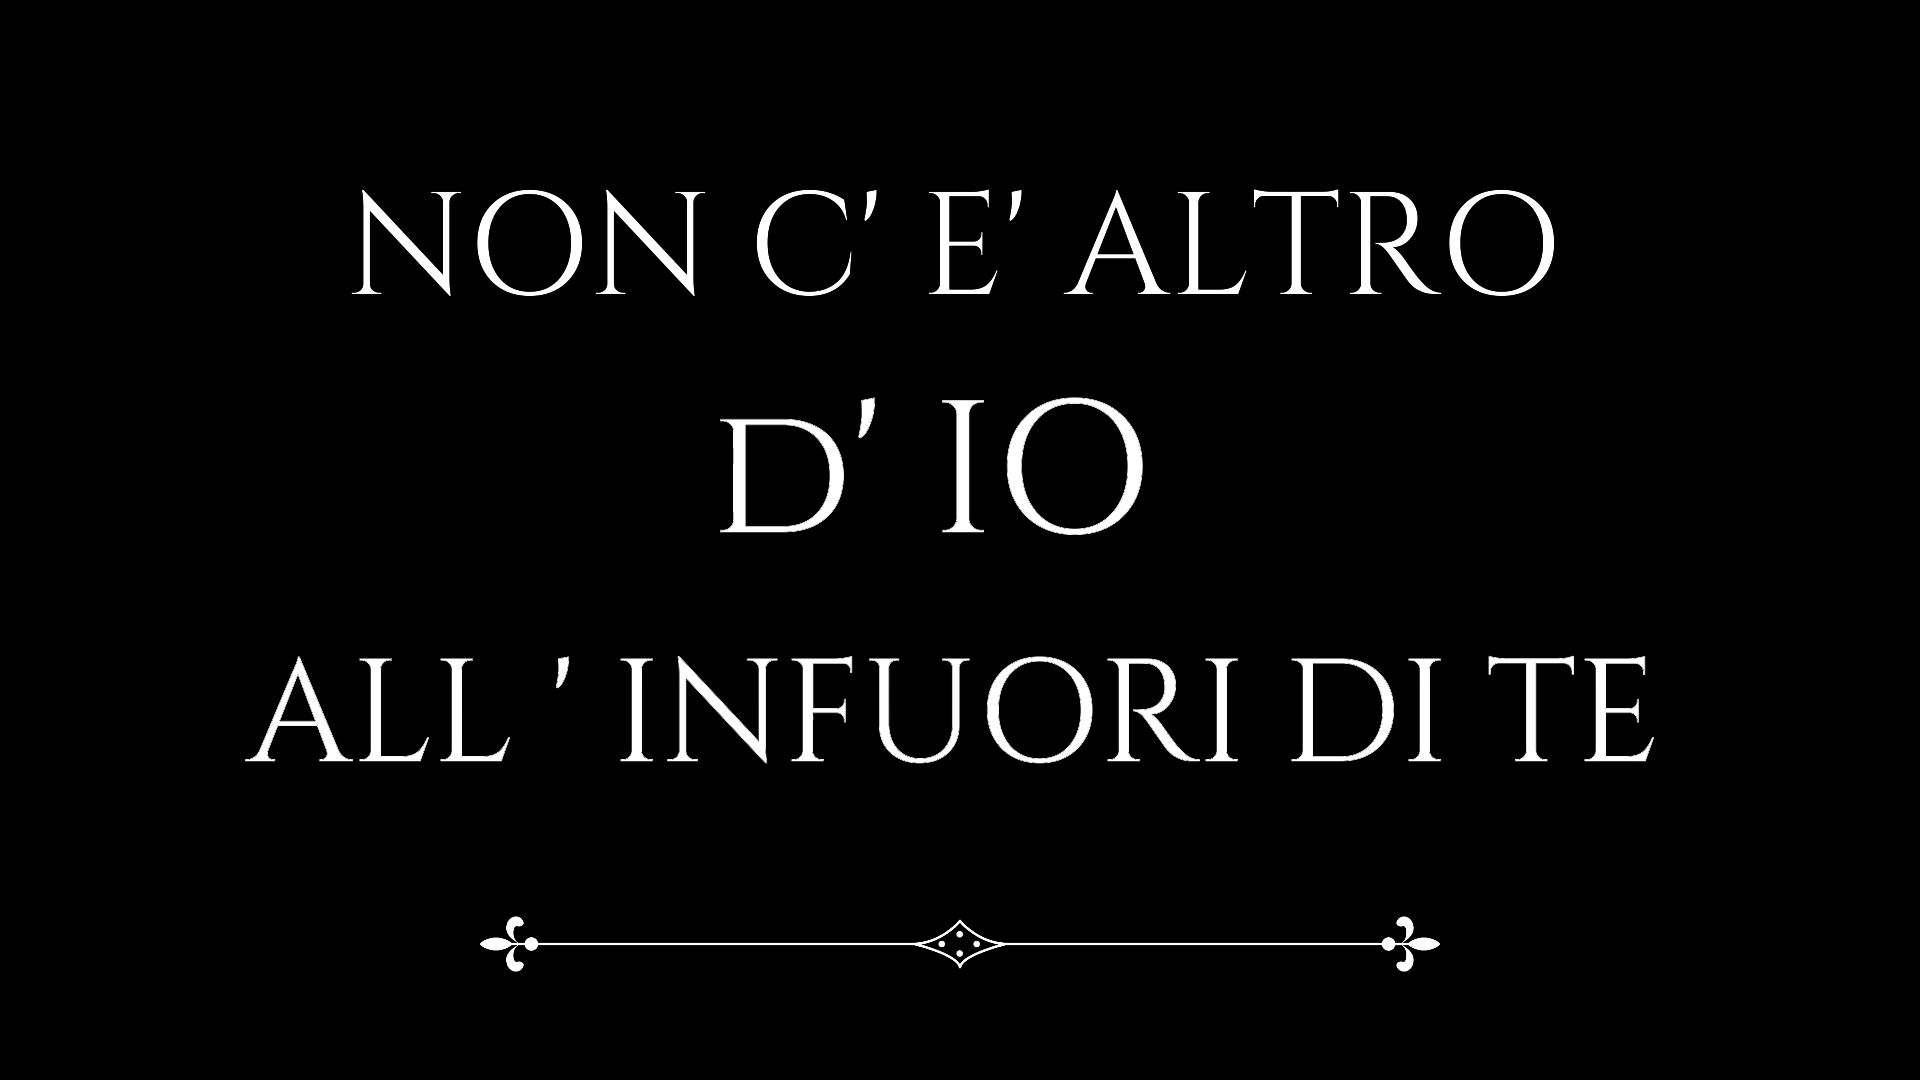 NON C' E' ALTRO
D' IO
ALL ' INFUORI DI TE